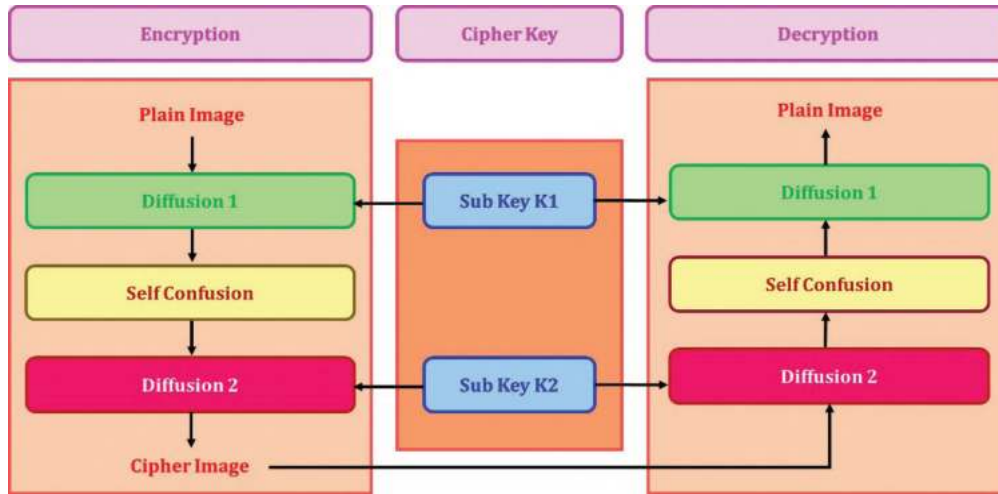 Encryption
Cipher Key
Decryption
Plain Image
Diffusion 1
Self Confusion
Diffusion 2
Cipher Image
Sub Key K1
Sub Key K2
Plain Image
Diffusion 1
Self Confusion
Diffusion 2